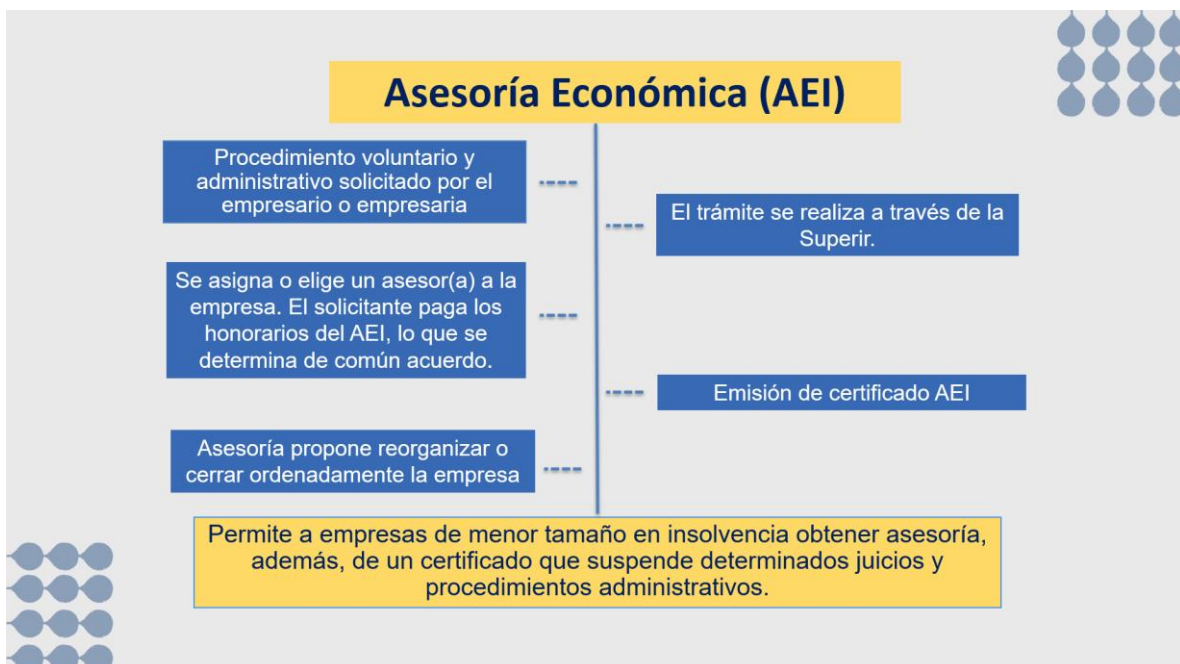 Asesoría Económica (AEI)
Procedimiento voluntario y
administrativo solicitado por el
empresario o empresaria
El trámite se realiza a través de la
Superir.
Se asigna o elige un asesor(a) a la
empresa. El solicitante paga los
honorarios del AEI, lo que se
determina de común acuerdo.
Emisión de certificado AEI
Asesoría propone reorganizar o
cerrar ordenadamente la empresa
Permite a empresas de menor tamaño en insolvencia obtener asesoría,
además, de un certificado que suspende determinados juicios y
procedimientos administrativos.